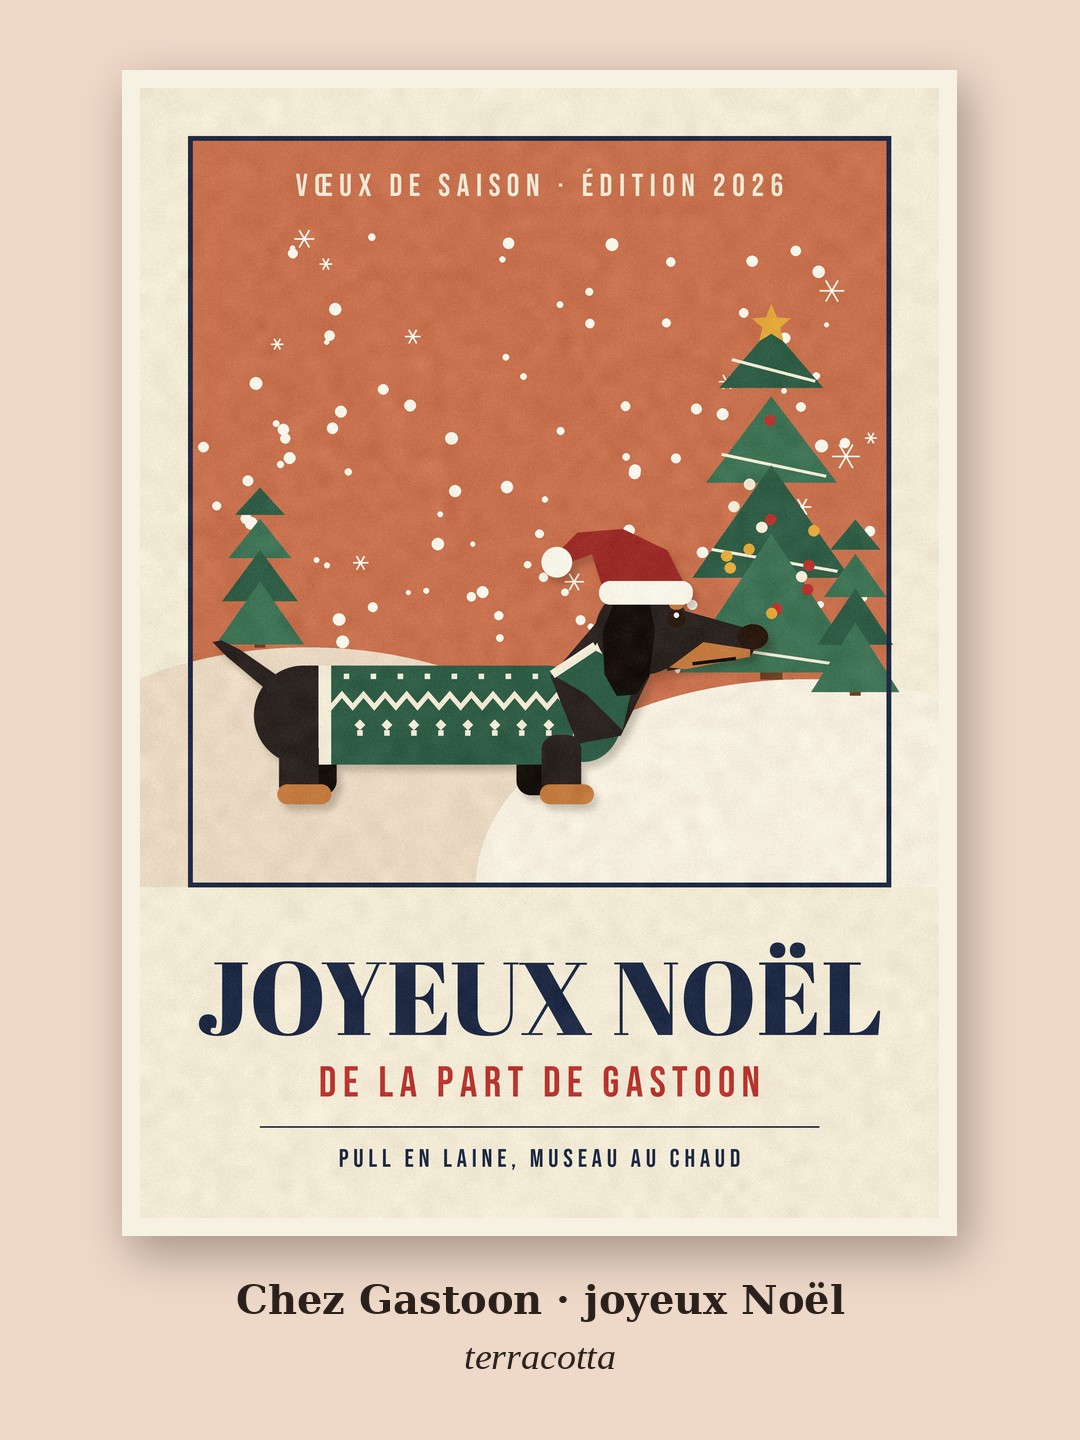 VŒUX DE SAISON · ÉDITION 2026
JOYEUX NOËL
DE LA PART DE GASTOON
PULL EN LAINE, MUSEAU AU CHAUD
Chez Gastoon · joyeux Noël
terracotta